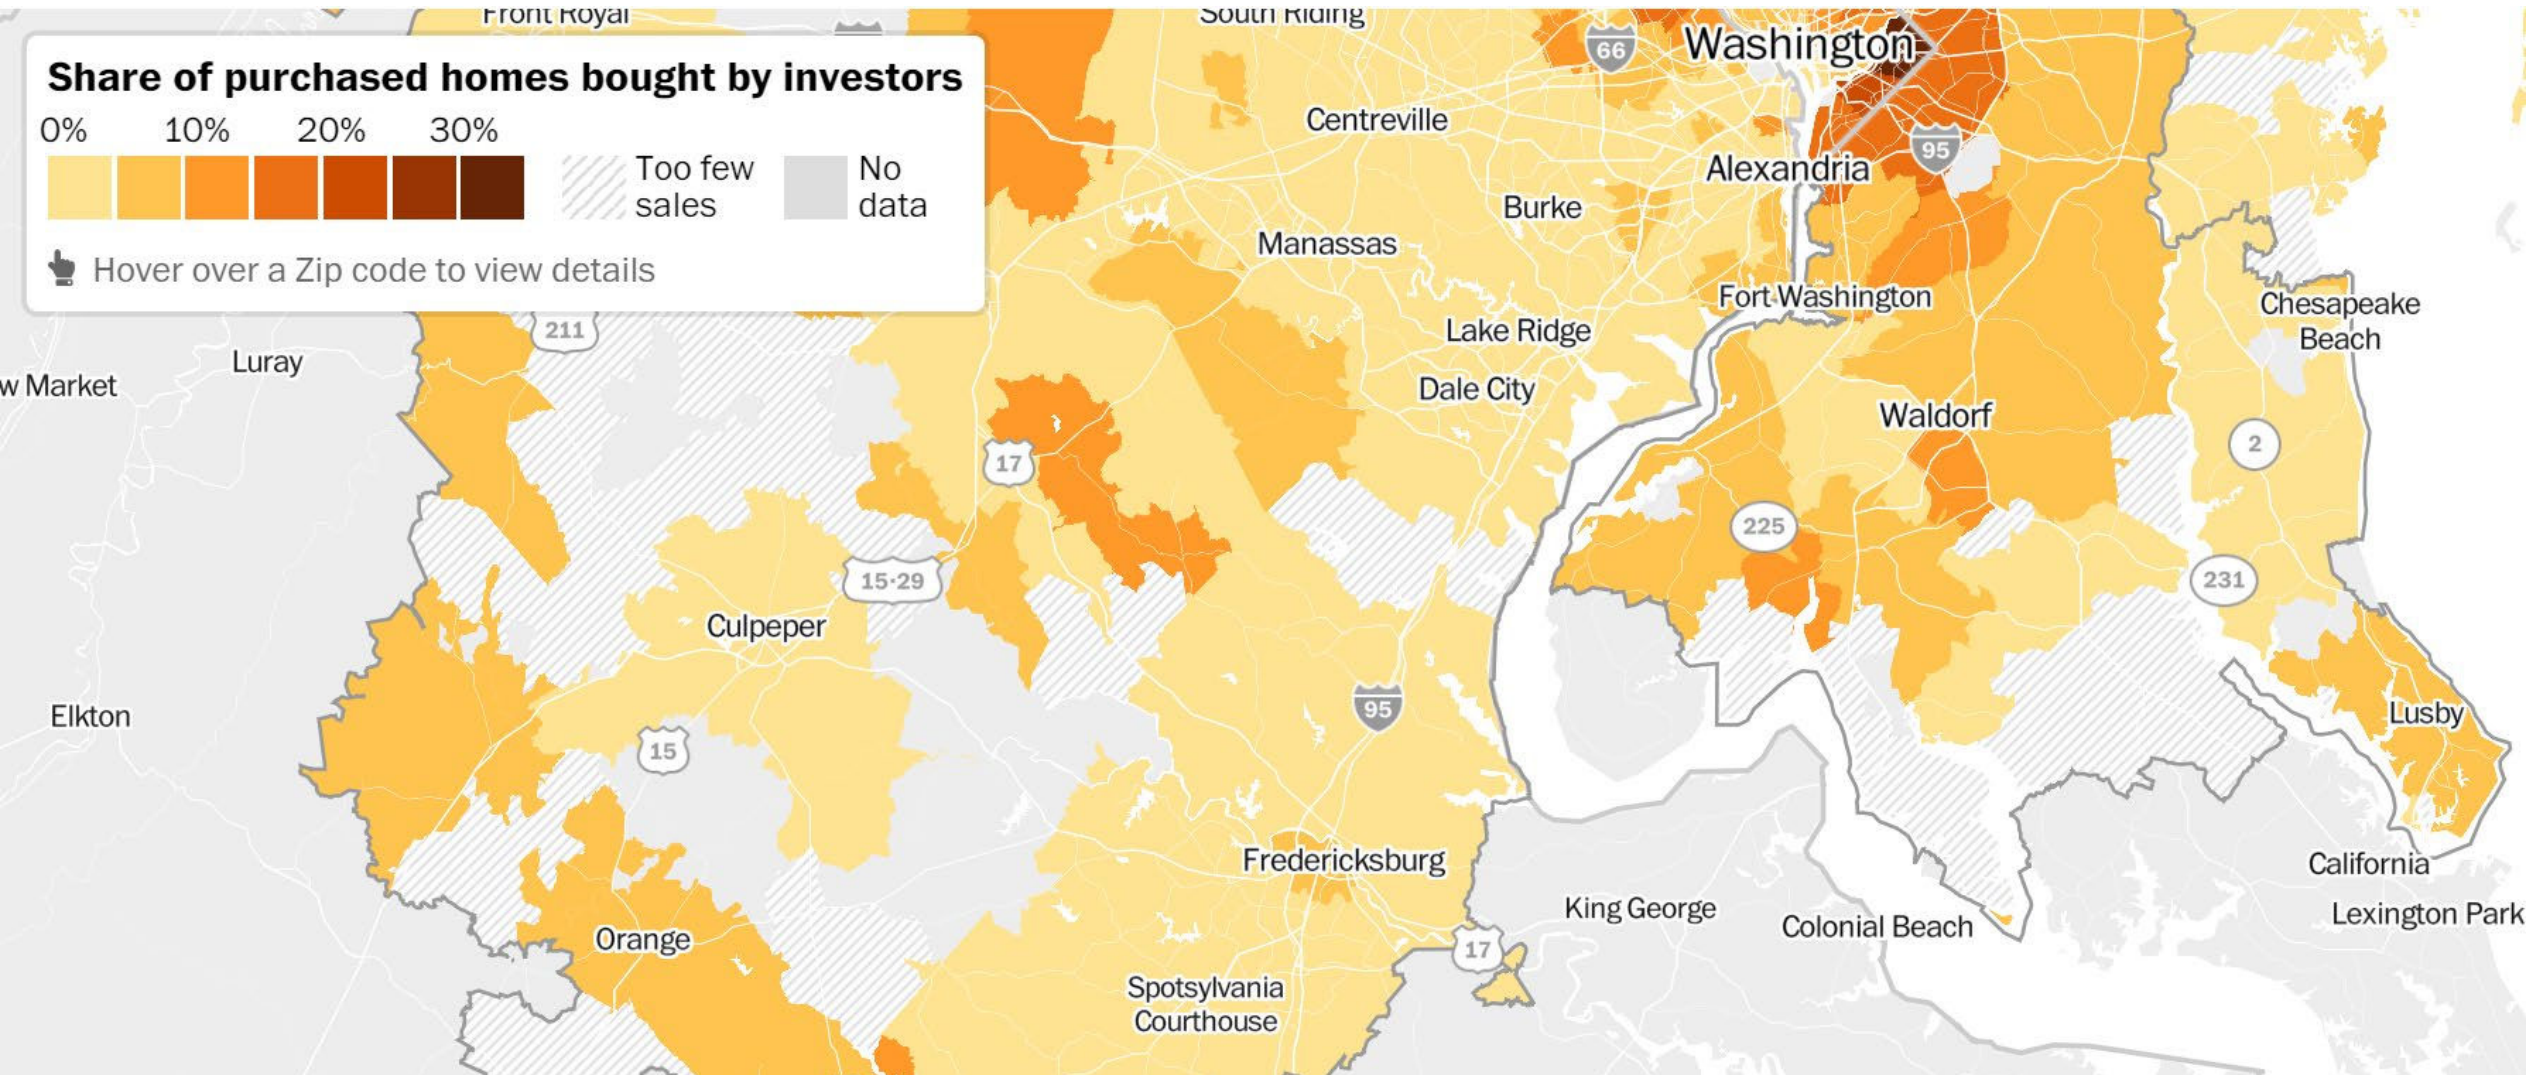 Front Royal
South Riding
Share of purchased homes bought by investors
0% 10% 20% 30%
Too few
sales
No
data
Hover over a Zip code to view details
66
Washington
Centreville
95
Alexandria
Burke
Manassas
Fort Washington
Chesapeake
Beach
211
Lake Ridge
Luray
w Market
Dale City
Waldorf
17
2
225
15·29
231
Culpeper
Elkton
95
Lusby
15
Fredericksburg
California
King George
Colonial Beach
Lexington Park
Orange
17
Spotsylvania
Courthouse